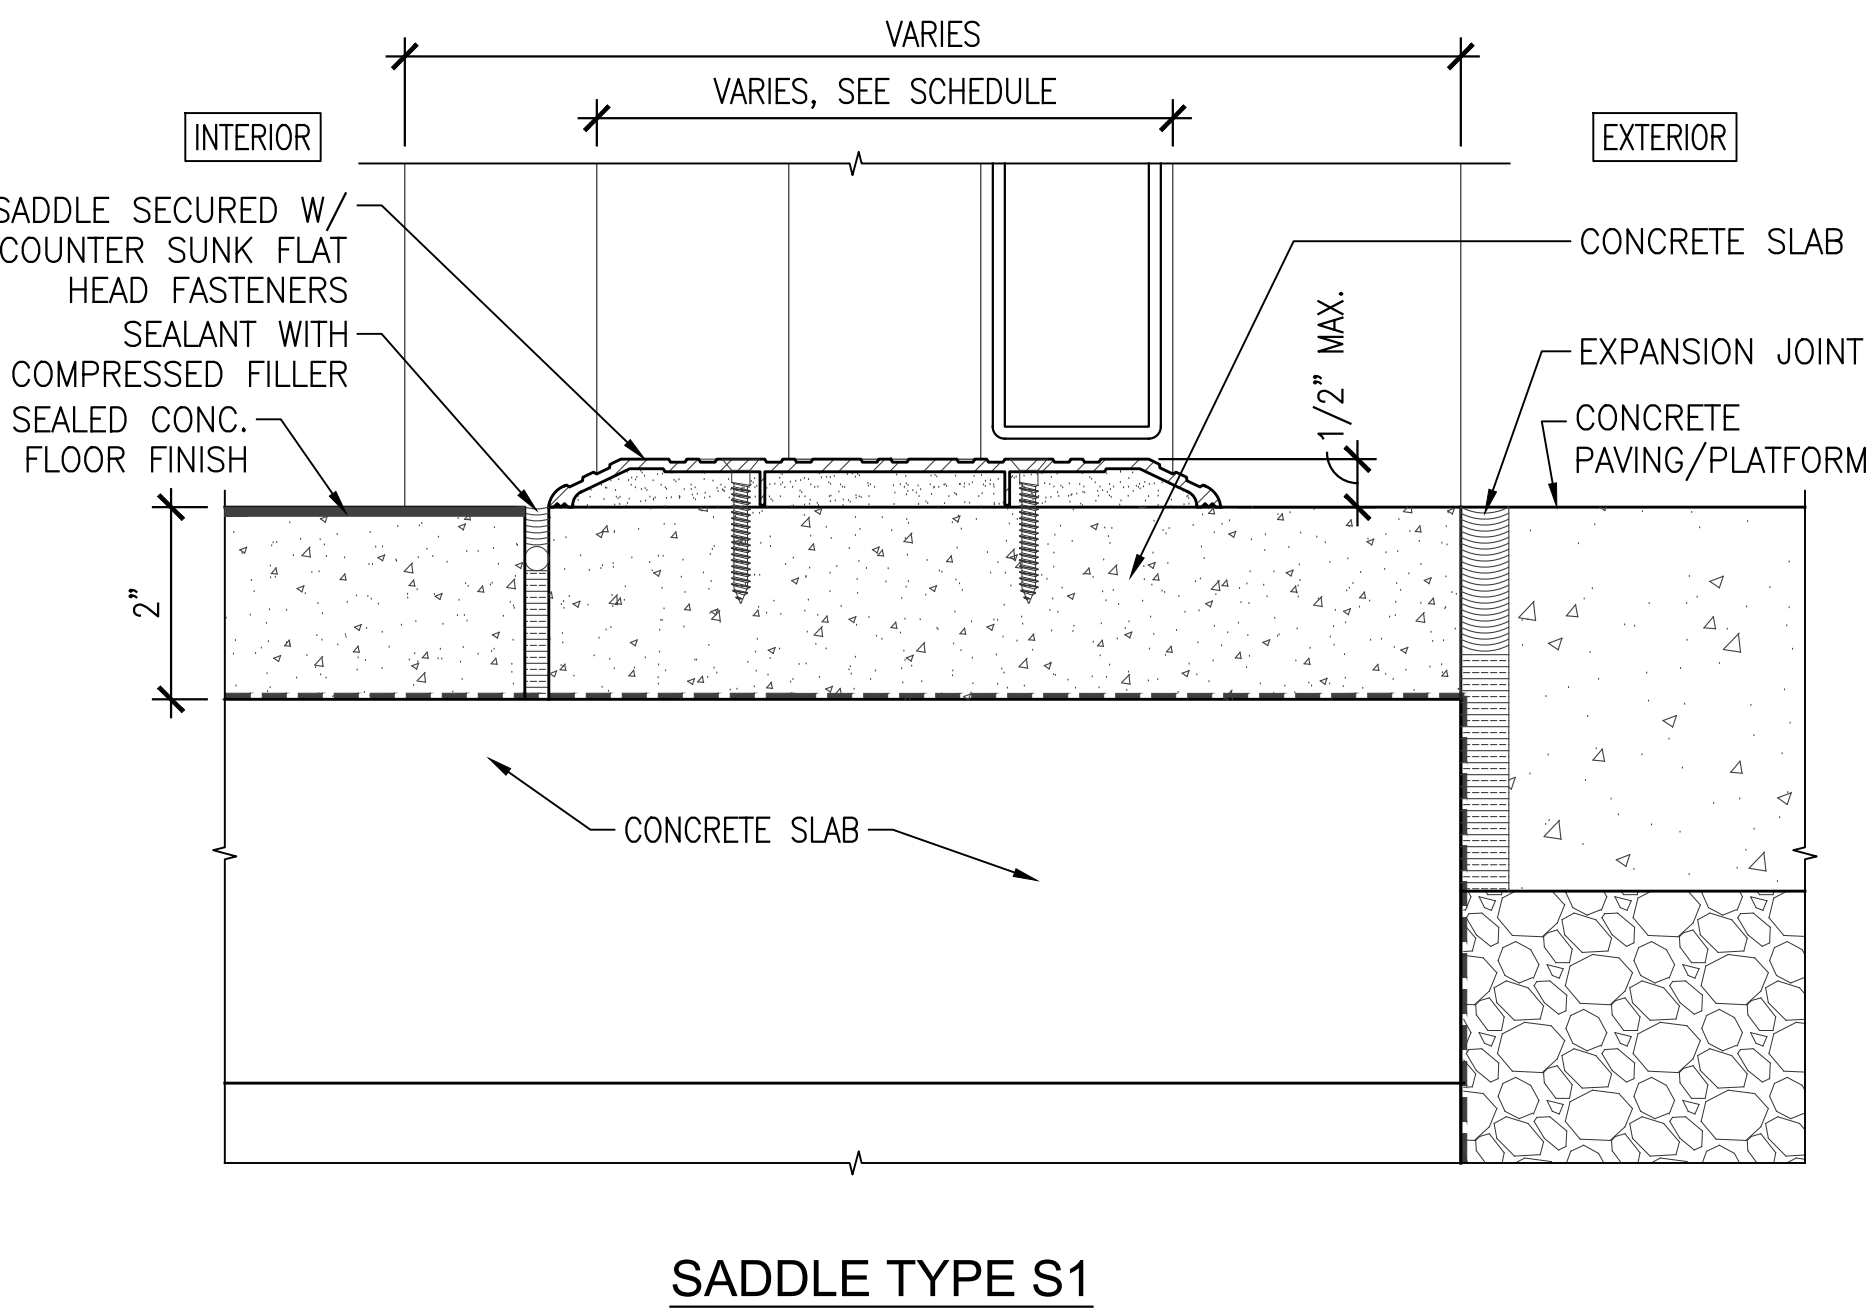 VARIES
VARIES, SEE SCHEDULE
INTERIOR
EXTERIOR
SADDLE SECURED W/
COUNTER SUNK FLAT
HEAD FASTENERS
SEALANT WITH
COMPRESSED FILLER
SEALED CONC.
FLOOR FINISH
CONCRETE SLAB
1/2" MAX.
EXPANSION JOINT
CONCRETE
PAVING/PLATFORM
2"
CONCRETE SLAB
SADDLE TYPE S1